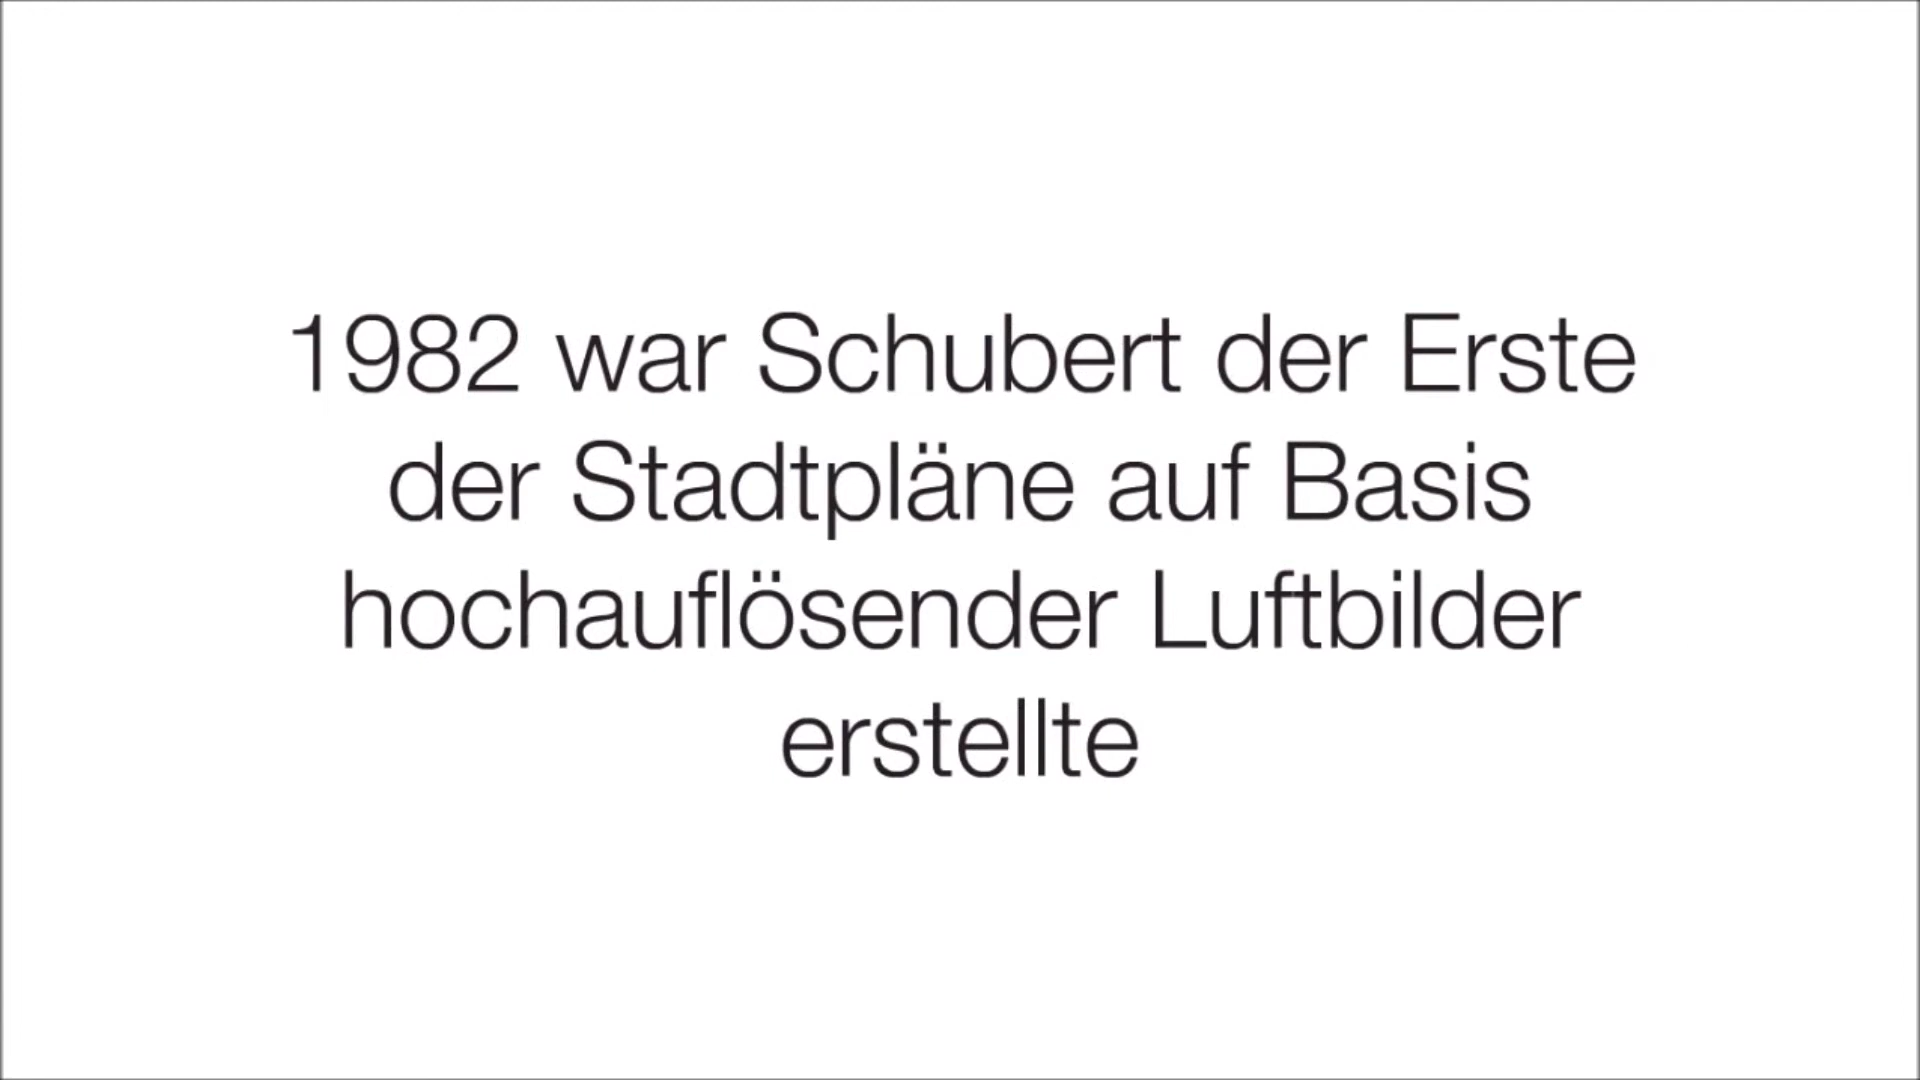 1982 war Schubert der Erste
der Stadtpläne auf Basis
hochauflösender Luftbilder
erstellte